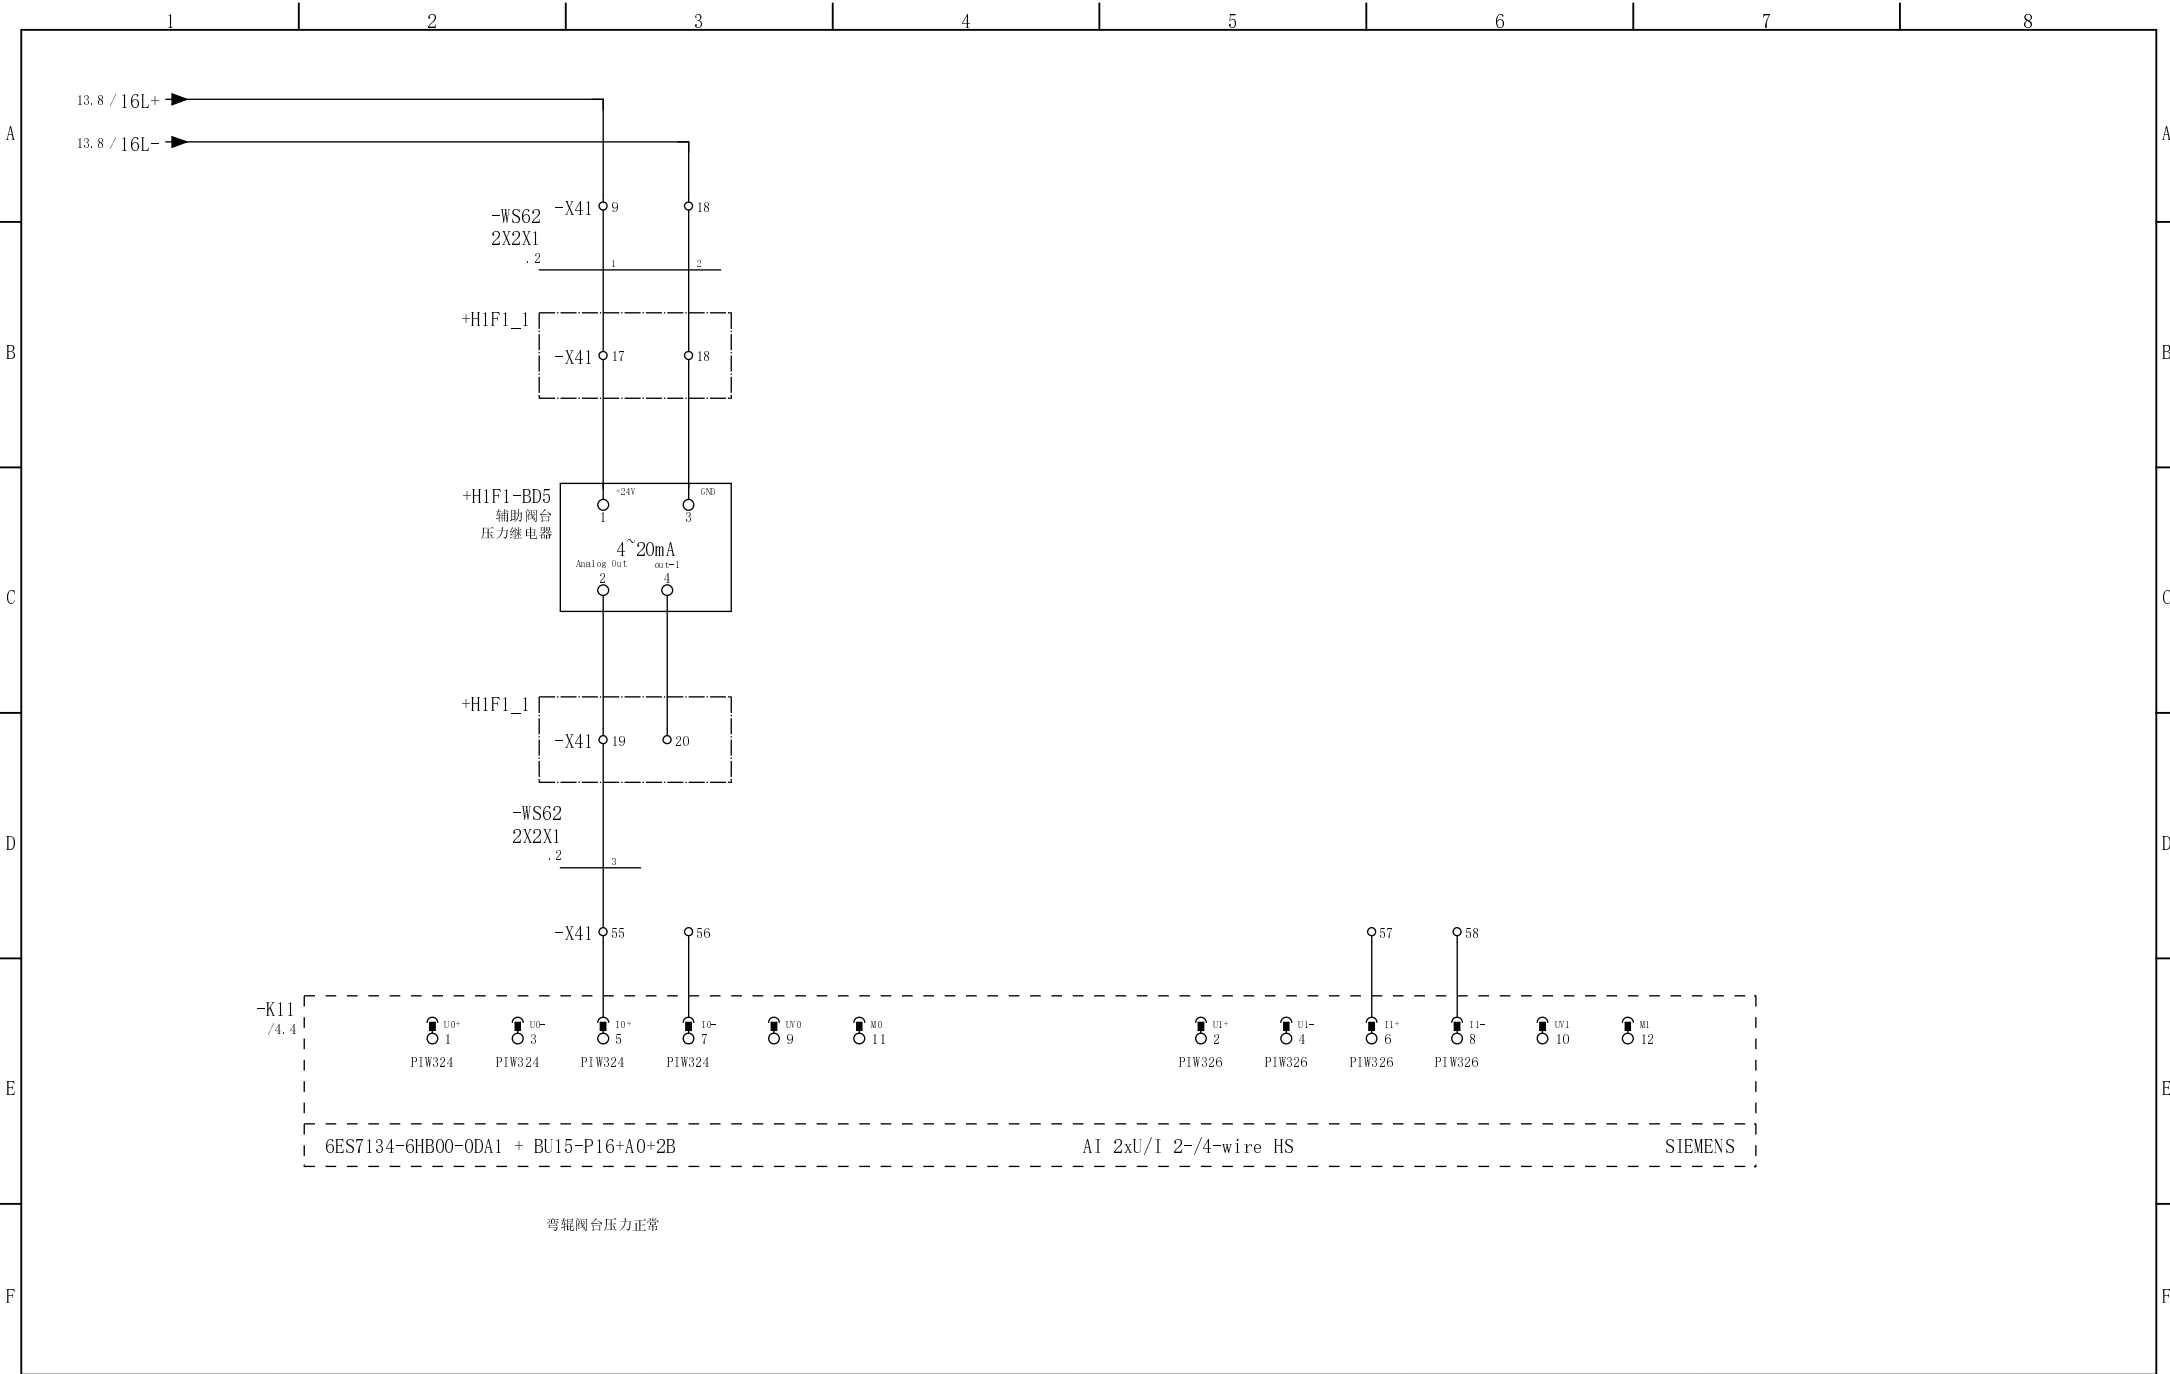 1 2 3 4 5 6 7 8
13.8 / 16L+
A A
13.8 / 16L-
-X41 9 18
-WS62
2X2X1
.2 1 2
+H1F1_1
B B
-X41 17 18
+H1F1-BD5 +24V GND
辅助阀台 1 3
压力继电器
4~20mA
Analog Out out-1
2 4
C C
+H1F1_1
-X41 19 20
-WS62
2X2X1
.2 3
D D
-X41 55 56 57 58
-K11
/4.4
U0+ U0- I0+ I0- UV0 M0 U1+ U1- I1+ I1- UV1 M1
1 3 5 7 9 11 2 4 6 8 10 12
PIW324 PIW324 PIW324 PIW324 PIW326 PIW326 PIW326 PIW326
E E
6ES7134-6HB00-0DA1 + BU15-P16+A0+2B AI 2xU/I 2-/4-wire HS SIEMENS
弯辊阀台压力正常
F F